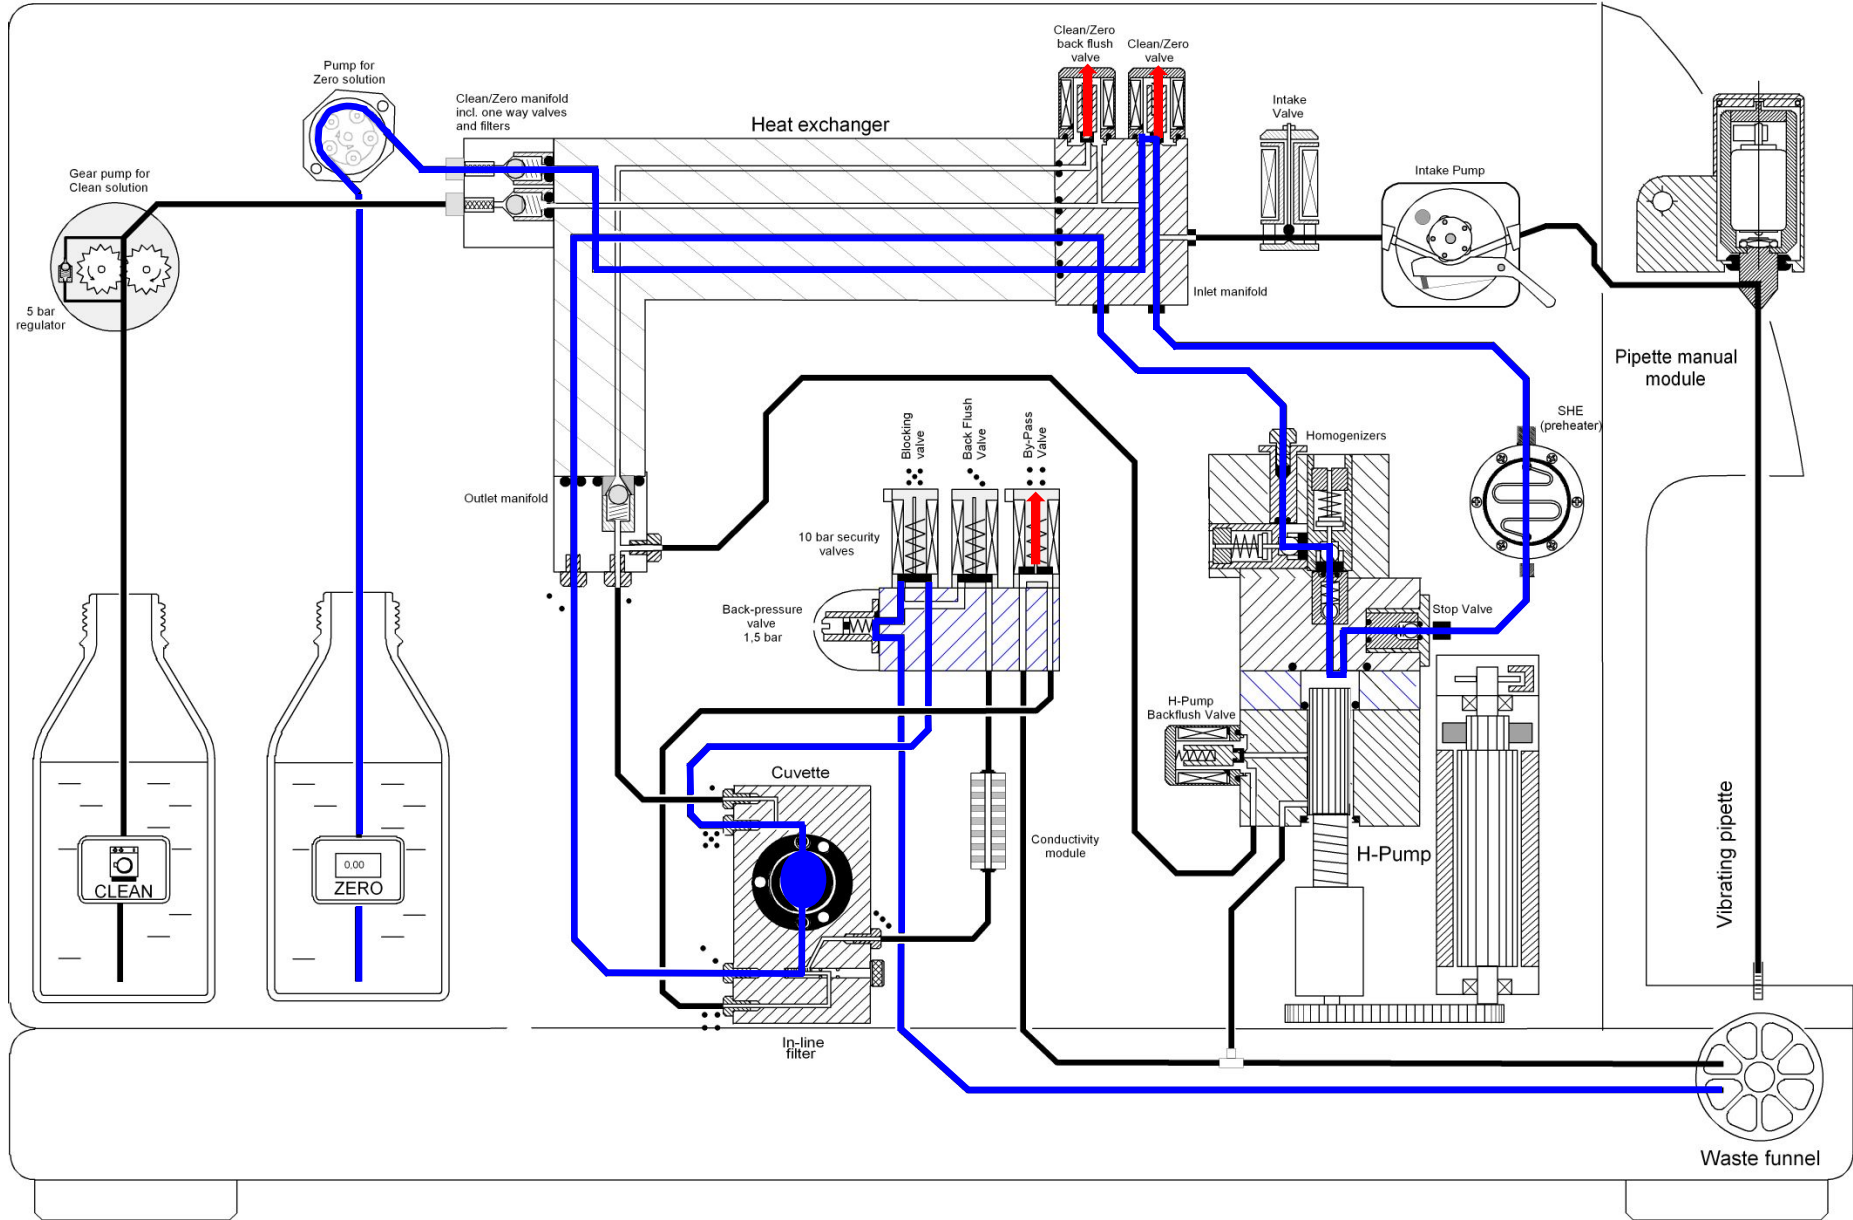 Clean/Zero
back flush
valve
Clean/Zero
valve
Pump for
Zero solution
Clean/Zero manifold
incl. one way valves
and filters
Heat exchanger
Intake
Valve
Gear pump for
Clean solution
Intake Pump
5 bar
regulator
Inlet manifold
Pipette manual
module
SHE
(preheater)
Blocking
valve
Back Flush
Valve
By-Pass
Valve
Homogenizers
Outlet manifold
10 bar security
valves
Back-pressure
valve
1,5 bar
Stop Valve
H-Pump
Backflush Valve
Cuvette
Conductivity
module
H-Pump
Vibrating pipette
CLEAN
0,00
ZERO
In-line
filter
Waste funnel